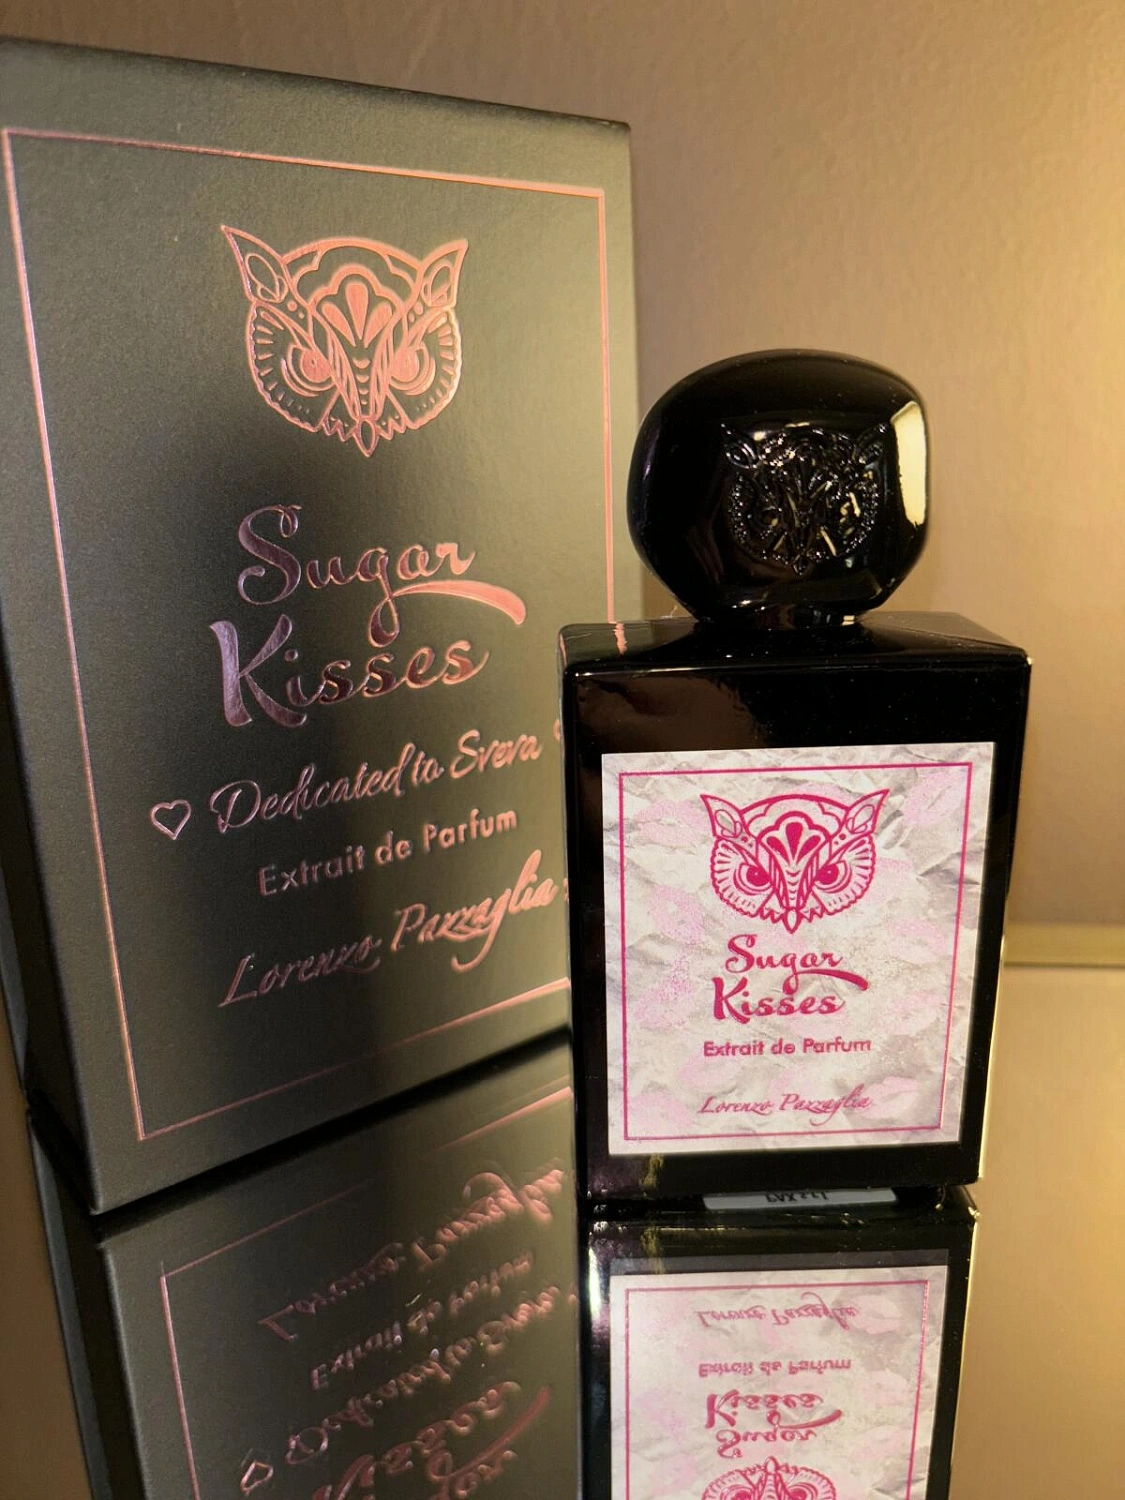 Sugar
Kisses
♡ Dedicated to Sveva
Extrait de Parfum
Lorenzo Pazzaglia
Sugar
Kisses
Extrait de Parfum
Lorenzo Pazzaglia